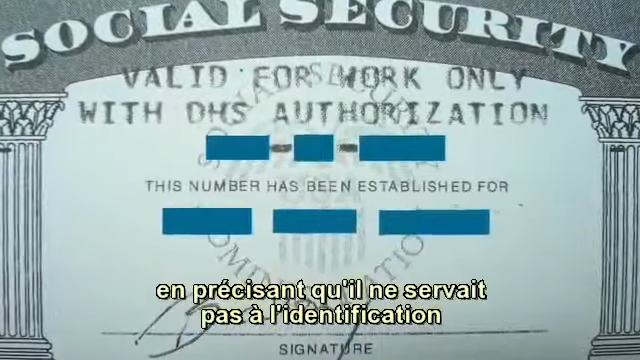 SOCIAL SECURITY
VALID FOR WORK ONLY
WITH DHS AUTHORIZATION
THIS NUMBER HAS BEEN ESTABLISHED FOR
en précisant qu'il ne servait
pas à l'identification
SIGNATURE